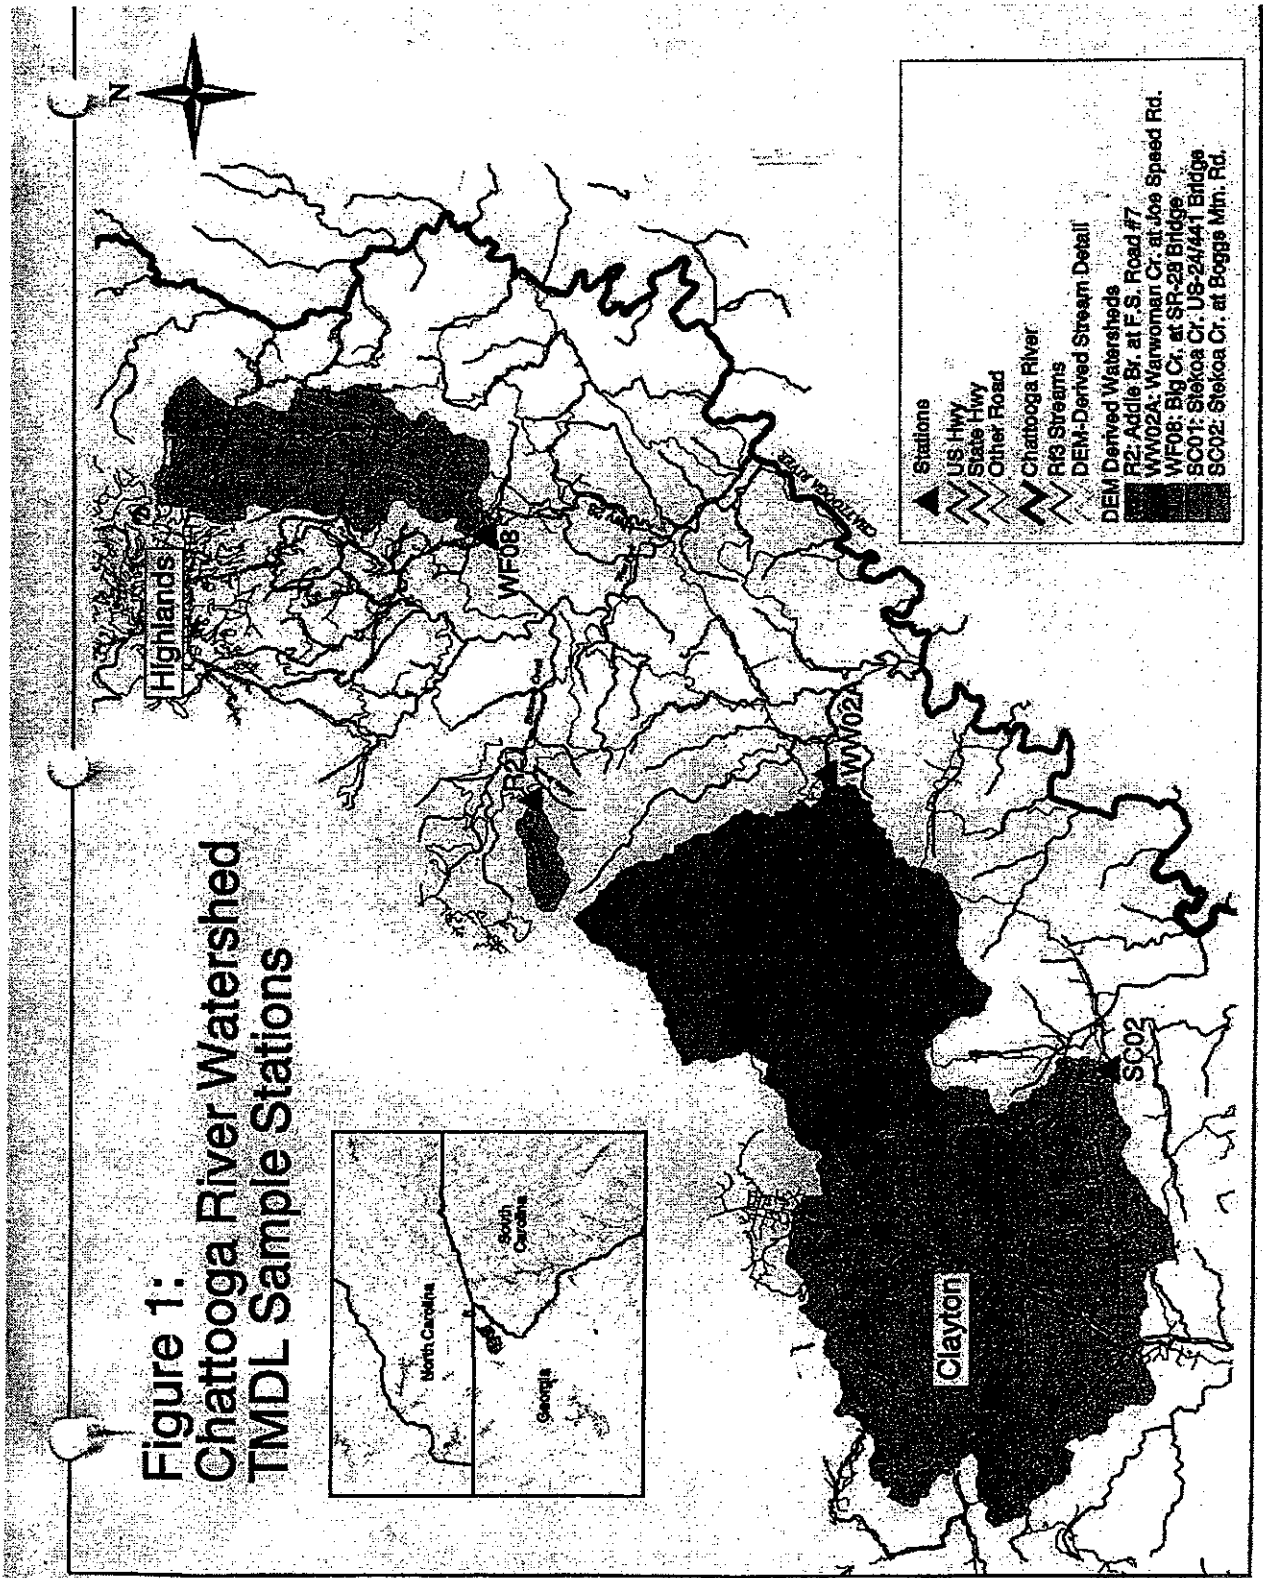 Figure 1:
Chattooga River Watershed
TMDL Sample Stations
N
North Carolina
South
Carolina
Georgia
Highlands
WF08
R2
WW02A
SC02
Clayton
CHATTOOGA RIVER
Stations
US Hwy
State Hwy
Other Road
Chattooga River
Rf3 Streams
DEM-Derived Stream Detail
DEM Derived Watersheds
R2: Addie Br. at F.S. Road #7
WW02A: Warwoman Cr. at Joe Speed Rd.
WF08: Big Cr. at SR-28 Bridge
SC01: Stekoa Cr. US-24/441 Bridge
SC02: Stekoa Cr. at Boggs Mtn. Rd.